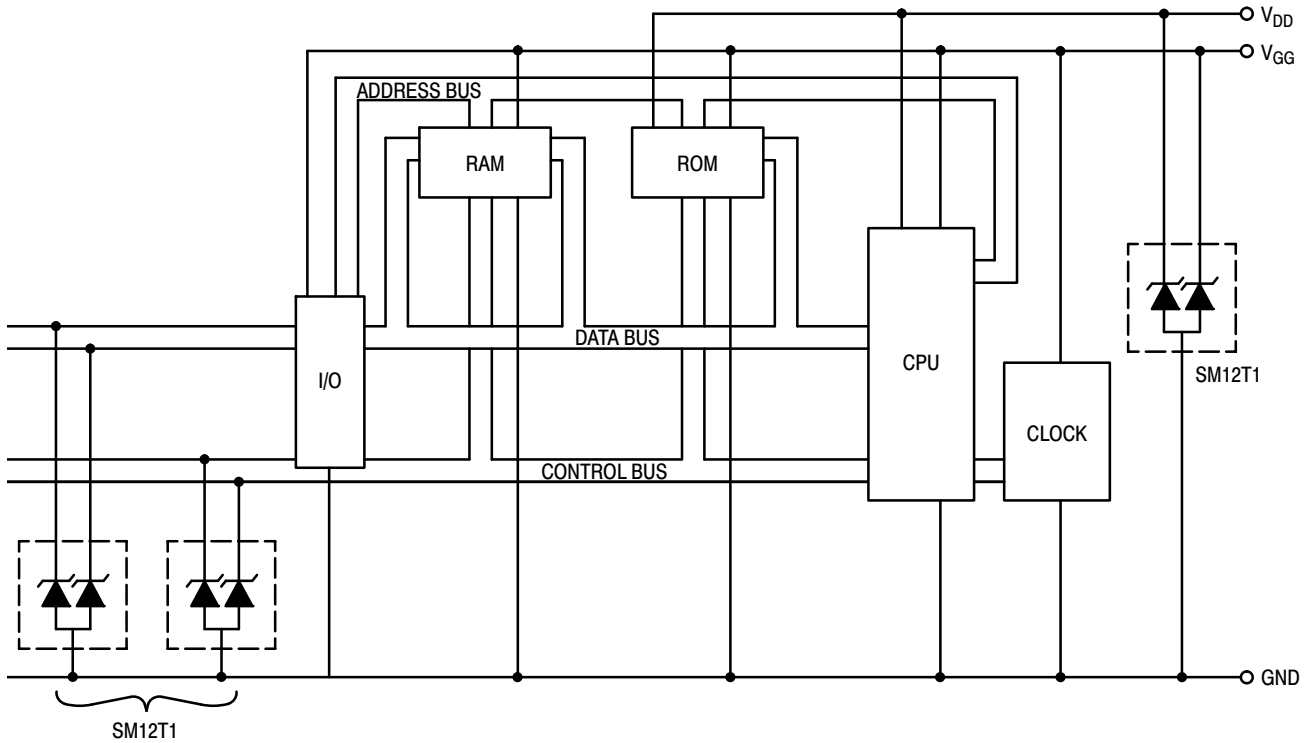 V_DD
V_GG
ADDRESS BUS
RAM
ROM
DATA BUS
I/O
CPU
SM12T1
CLOCK
CONTROL BUS
GND
SM12T1